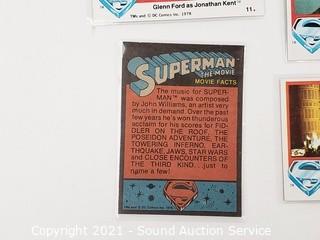 Glenn Ford as Jonathan Kent
TM and © DC Comics Inc. 1978
11.
SUPERMAN
THE MOVIE
MOVIE FACTS
The music for SUPER-
MAN™ was composed
by John Williams, an artist very
much in demand. Over the past
few years he's won thunderous
acclaim for his scores for FID-
DLER ON THE ROOF, THE
POSEIDON ADVENTURE, THE
TOWERING INFERNO, EAR-
THQUAKE, JAWS, STAR WARS
and CLOSE ENCOUNTERS OF
THE THIRD KIND . . . just to
name a few!
Copyright 2021 - Sound Auction Service